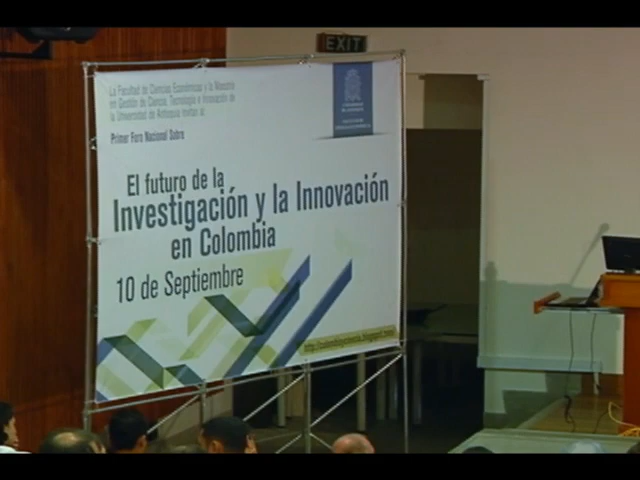 EXIT
La Facultad de Ciencias Económicas y la Maestría
en Gestión de Ciencia, Tecnología e Innovación de
la Universidad de Antioquia invitan al
Primer Foro Nacional Sobre
El futuro de la
Investigación y la Innovación
en Colombia
10 de Septiembre